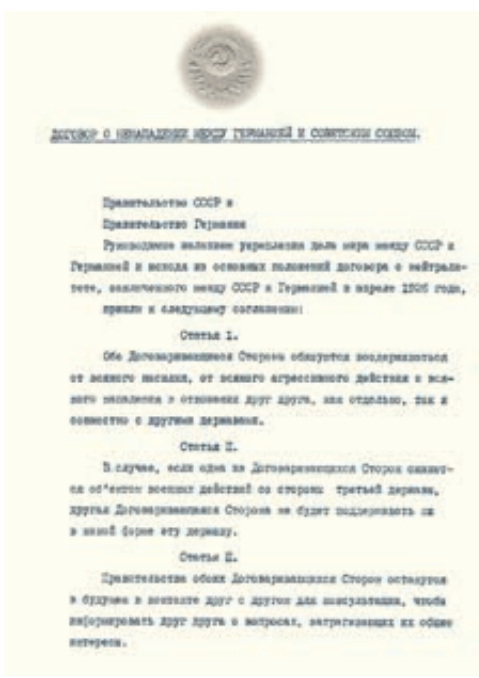 ДОГОВОР О НЕНАПАДЕНИИ МЕЖДУ ГЕРМАНИЕЙ И СОВЕТСКИМ СОЮЗОМ.
Правительство СССР и
Правительство Германии
Руководимые желанием укрепления дела мира между СССР и
Германией и исходя из основных положений договора о нейтрали-
тете, заключенного между СССР и Германией в апреле 1926 года,
пришли к следующему соглашению:
Статья I.
Обе Договаривающиеся Стороны обязуются воздерживаться
от всякого насилия, от всякого агрессивного действия и вся-
кого нападения в отношении друг друга, как отдельно, так и
совместно с другими державами.
Статья II.
В случае, если одна из Договаривающихся Сторон окажет-
ся об'ектом военных действий со стороны третьей державы,
другая Договаривающаяся Сторона не будет поддерживать ни
в какой форме эту державу.
Статья II.
Правительства обоих Договаривающихся Сторон останутся
в будущем в контакте друг с другом для консультации, чтобы
информировать друг друга о вопросах, затрагивающих их общие
интересы.